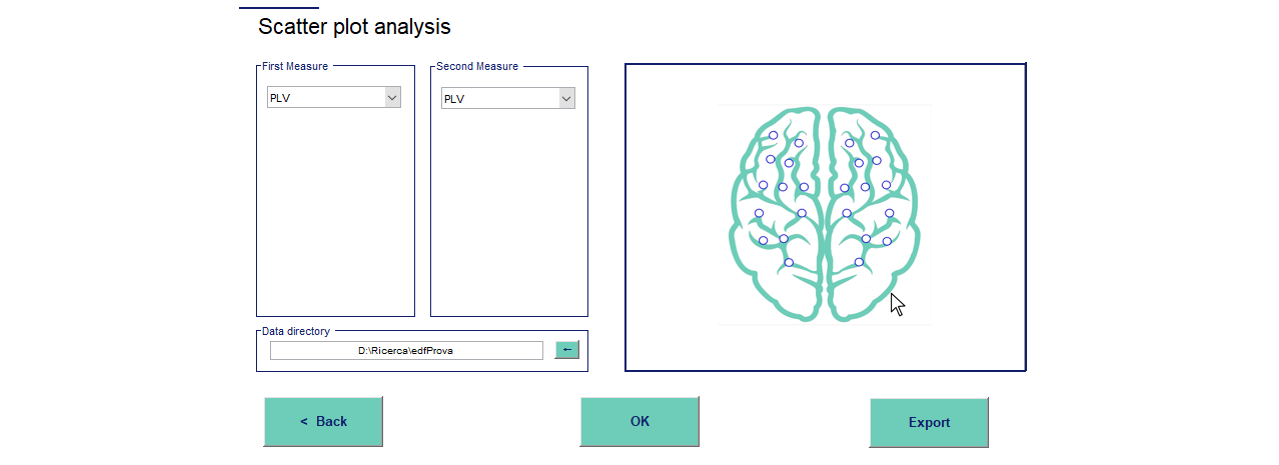 Scatter plot analysis
First Measure
Second Measure
PLV
PLV
Data directory
D:\Ricerca\edfProva
←
< Back
OK
Export